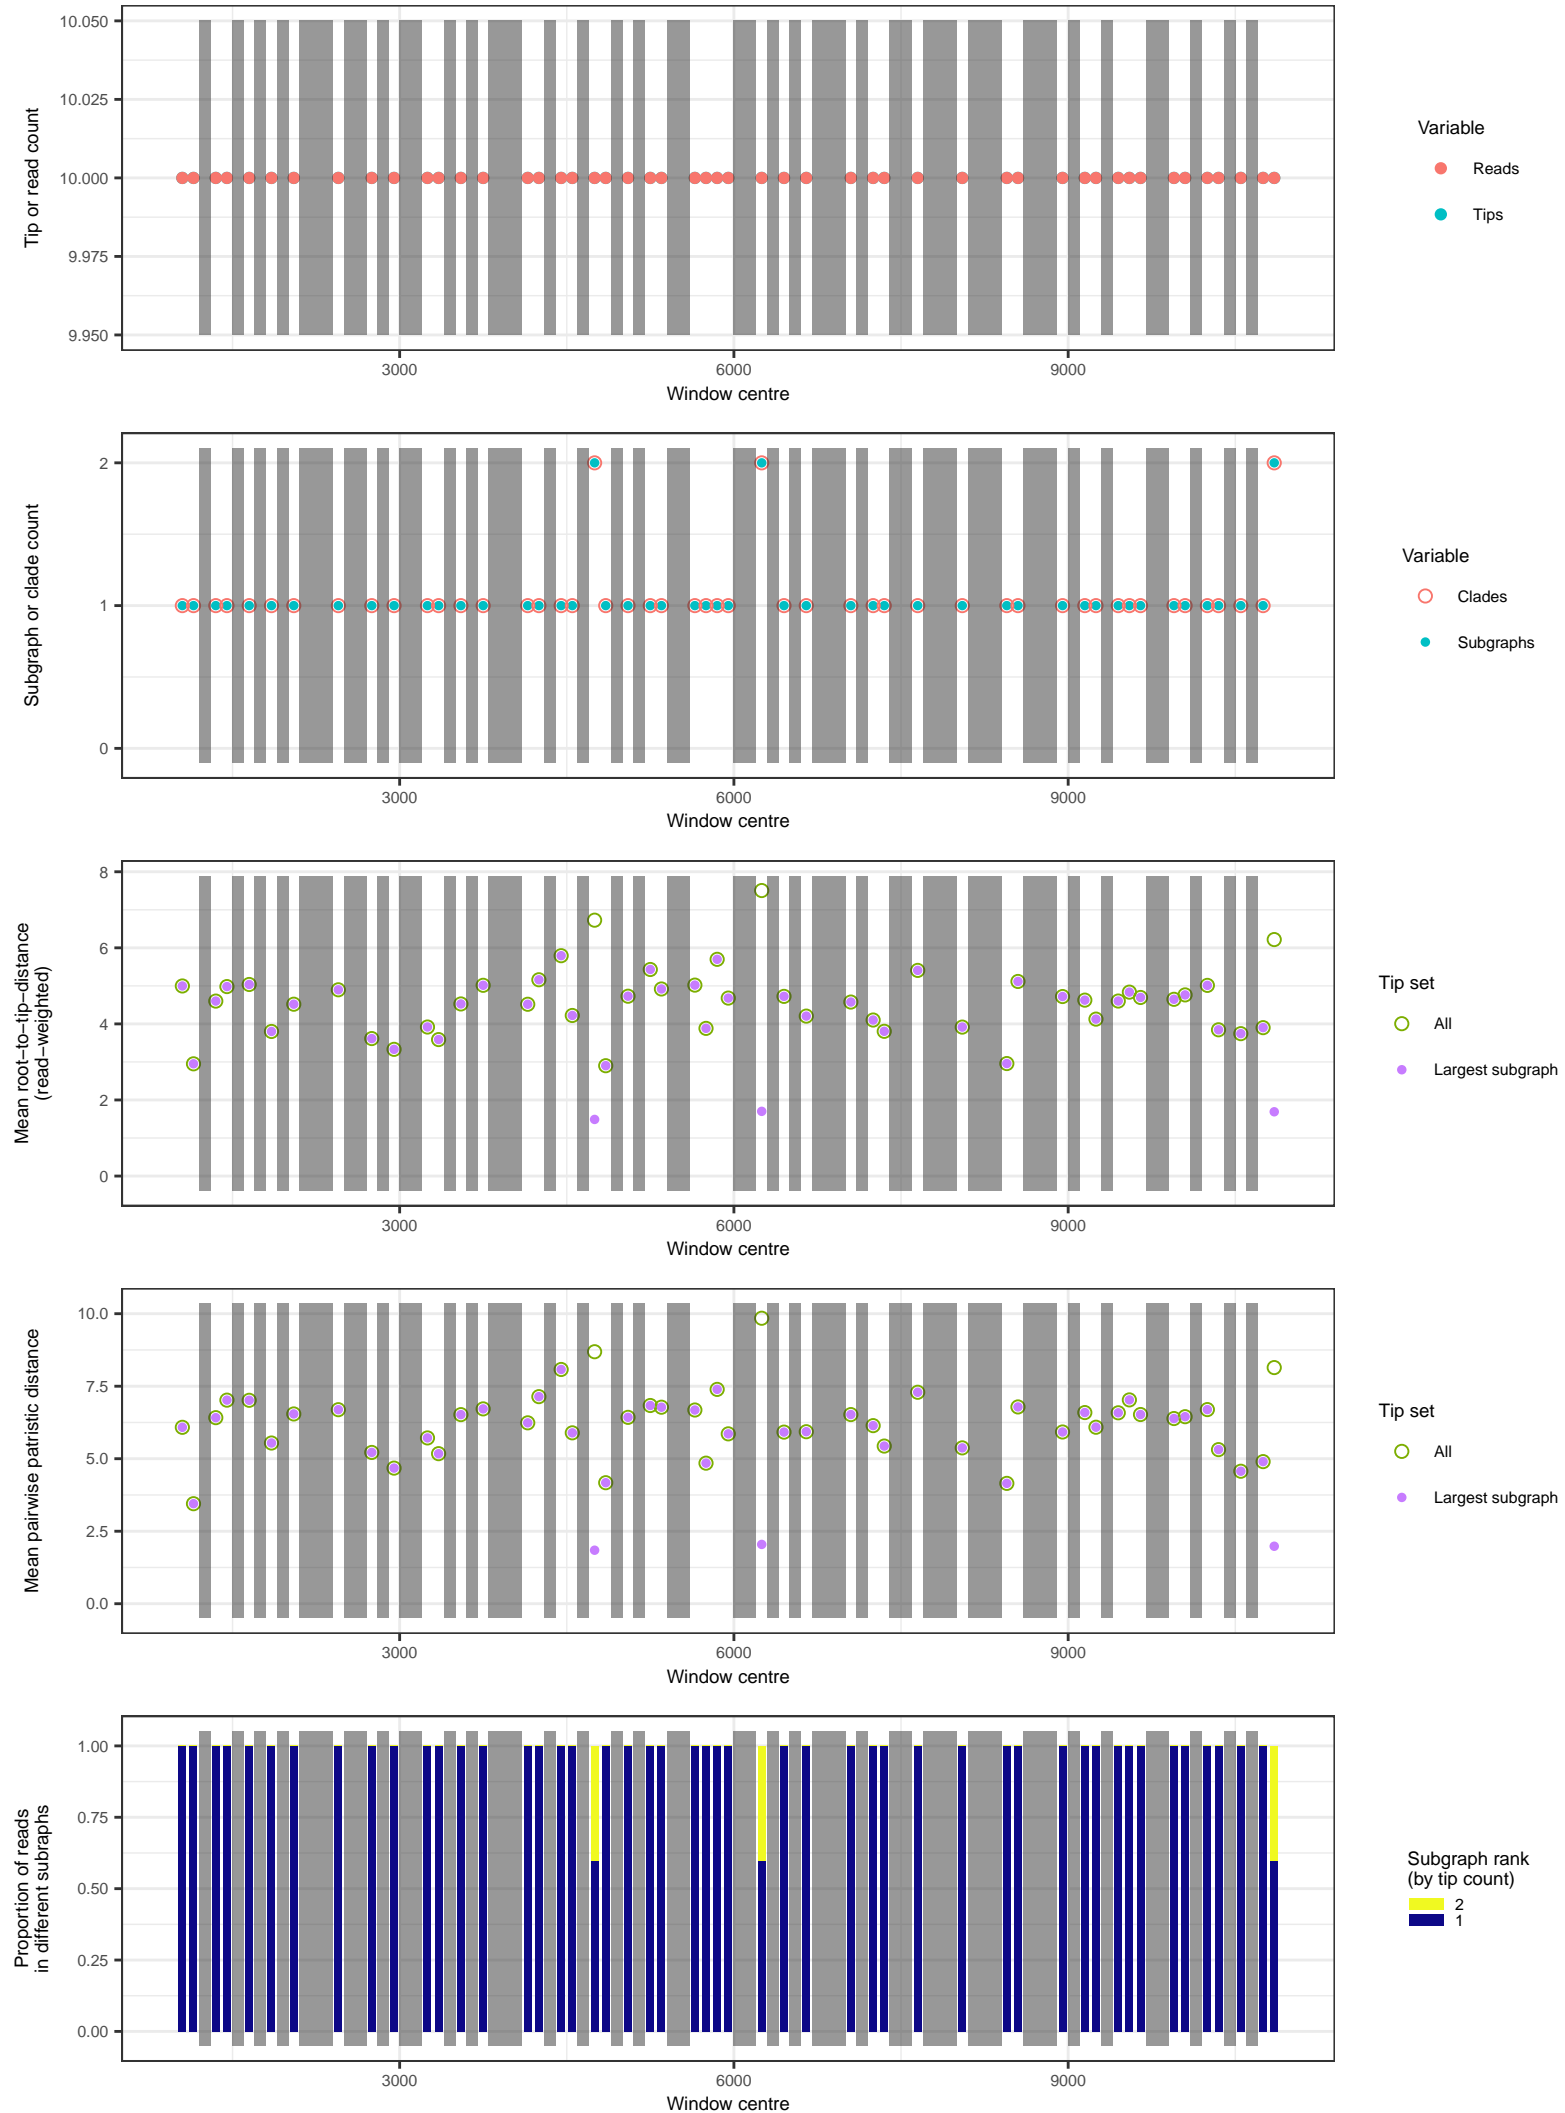 10.050
10.025
10.000
9.975
9.950
Tip or read count
3000
6000
9000
Window centre
Variable
Reads
Tips
2
1
0
Subgraph or clade count
3000
6000
9000
Window centre
Variable
Clades
Subgraphs
8
6
4
2
0
Mean root−to−tip−distance
(read−weighted)
3000
6000
9000
Window centre
Tip set
All
Largest subgraph
10.0
7.5
5.0
2.5
0.0
Mean pairwise patristic distance
3000
6000
9000
Window centre
Tip set
All
Largest subgraph
1.00
0.75
0.50
0.25
0.00
Proportion of reads
in different subraphs
3000
6000
9000
Window centre
Subgraph rank
(by tip count)
2
1